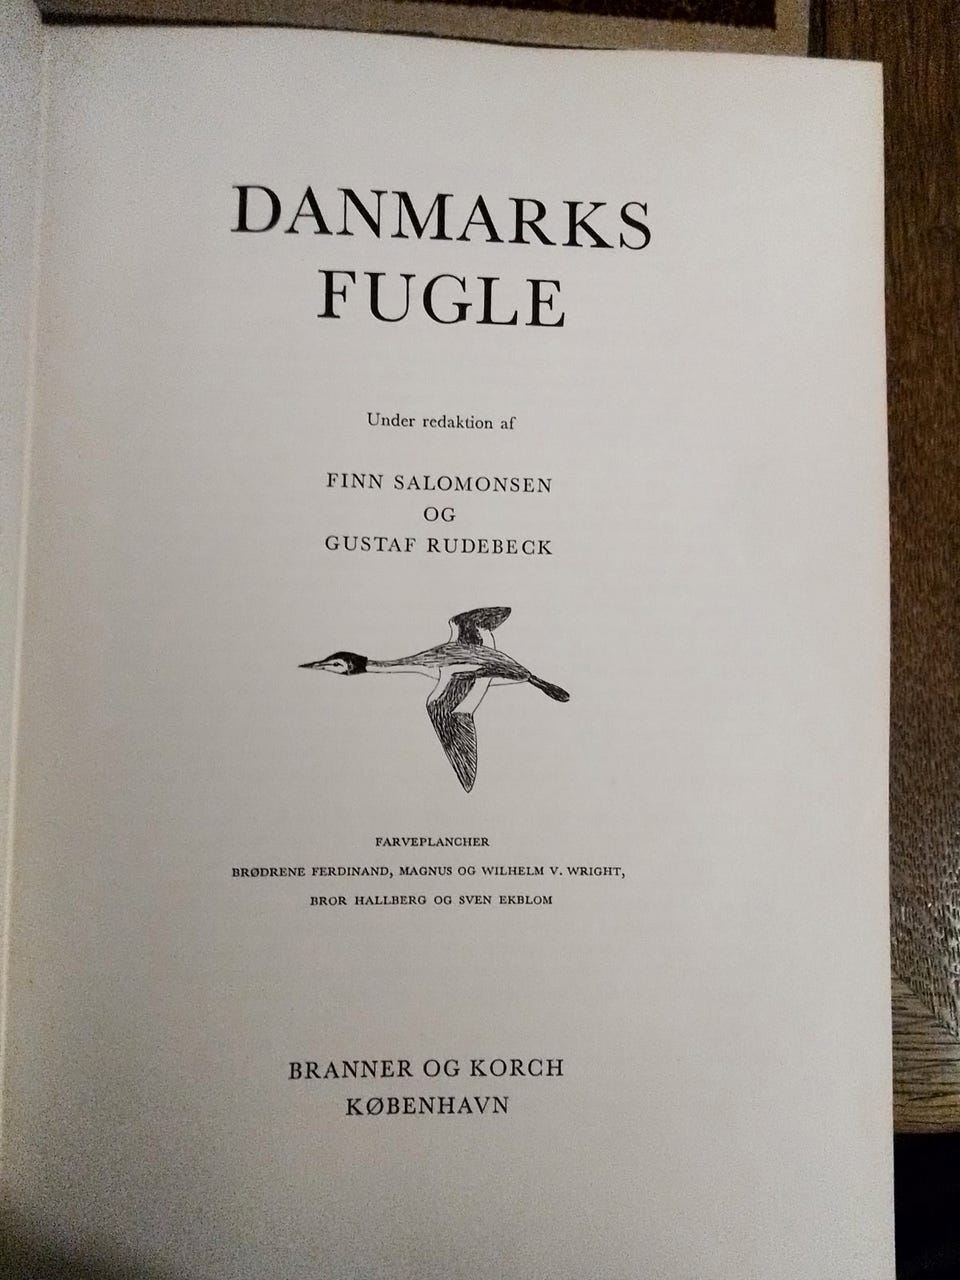 DANMARKS
FUGLE
Under redaktion af
FINN SALOMONSEN
OG
GUSTAF RUDEBECK
FARVEPLANCHER
BRØDRENE FERDINAND, MAGNUS OG WILHELM V. WRIGHT,
BROR HALLBERG OG SVEN EKBLOM
BRANNER OG KORCH
KØBENHAVN